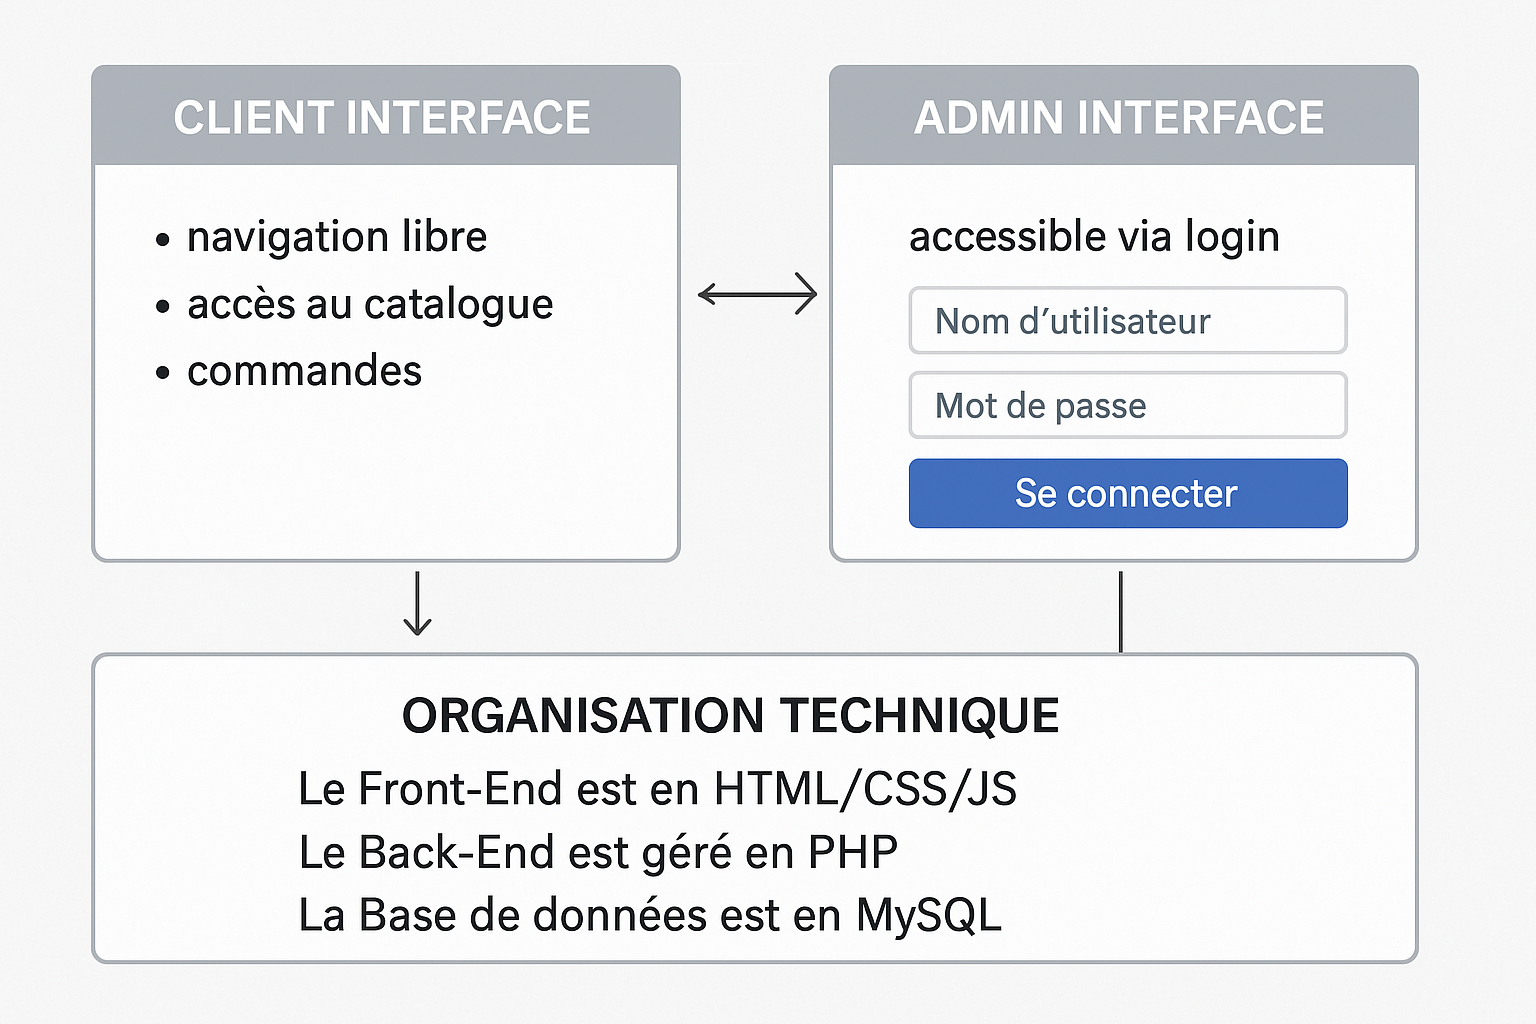 CLIENT INTERFACE
• navigation libre
• accès au catalogue
• commandes
ADMIN INTERFACE
accessible via login
Nom d’utilisateur
Mot de passe
Se connecter
ORGANISATION TECHNIQUE
Le Front-End est en HTML/CSS/JS
Le Back-End est géré en PHP
La Base de données est en MySQL